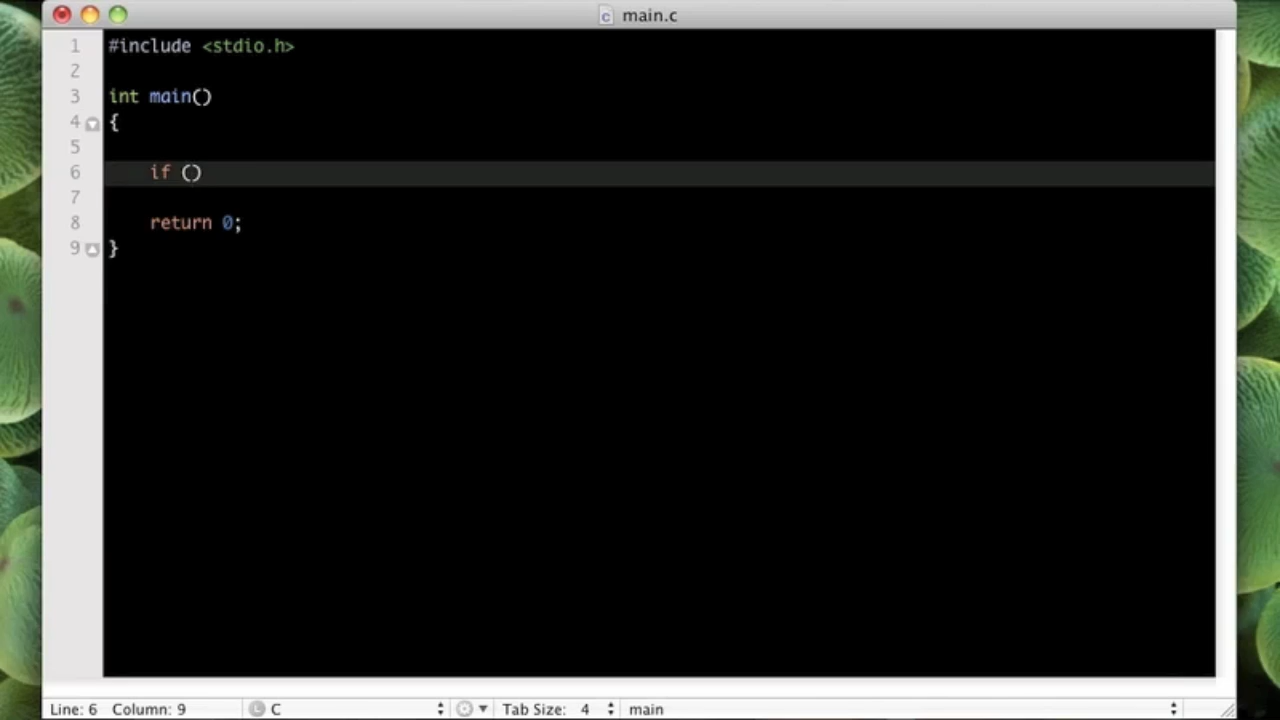 main.c
1 #include <stdio.h>
2
3 int main()
4 {
5
6     if ()
7
8     return 0;
9 }
Line: 6 Column: 9 C Tab Size: 4 main